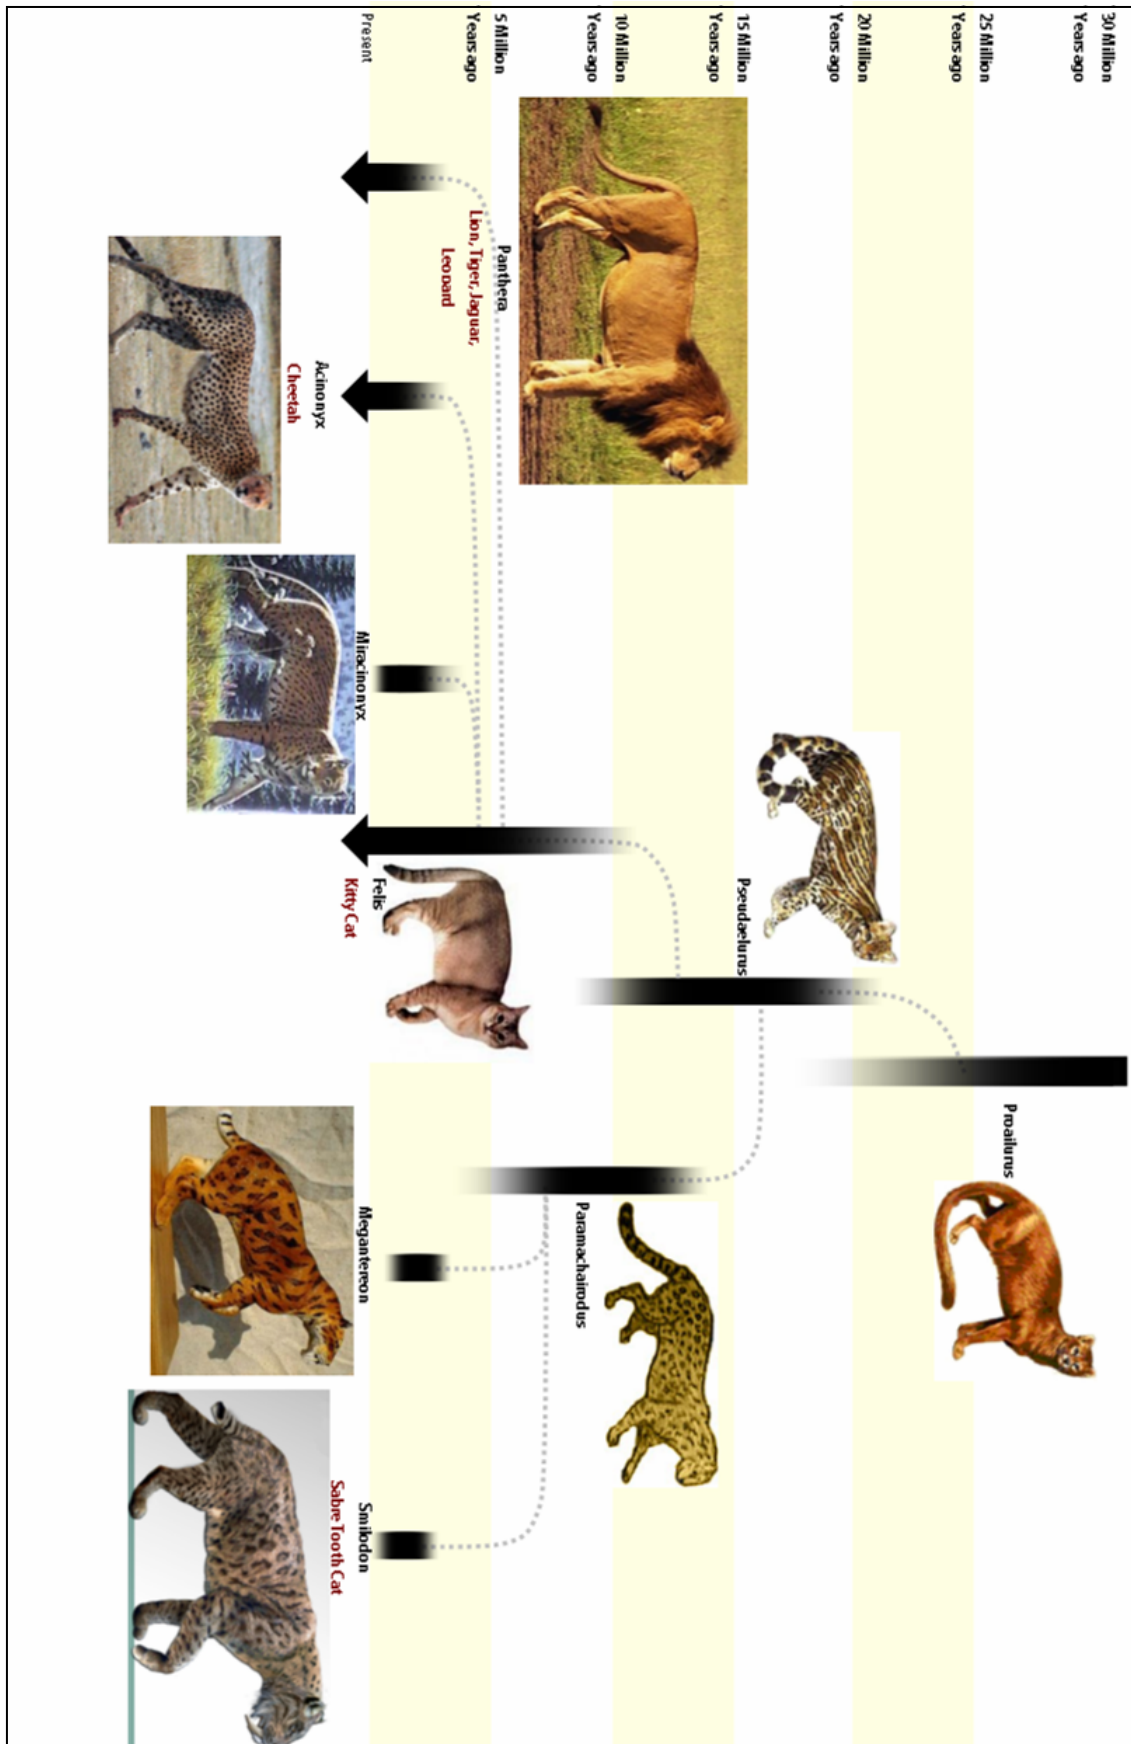 30 Million
Years ago
25 Million
Years ago
Proailurus
20 Million
Years ago
15 Million
Years ago
Pseudaelurus
10 Million
Years ago
Paramachairodus
5 Million
Years ago
Panthera
Lion, Tiger, Jaguar,
Leopard
Present
Acinonyx
Cheetah
Miracinonyx
Felis
Kitty Cat
Megantereon
Smilodon
Sabre Tooth Cat